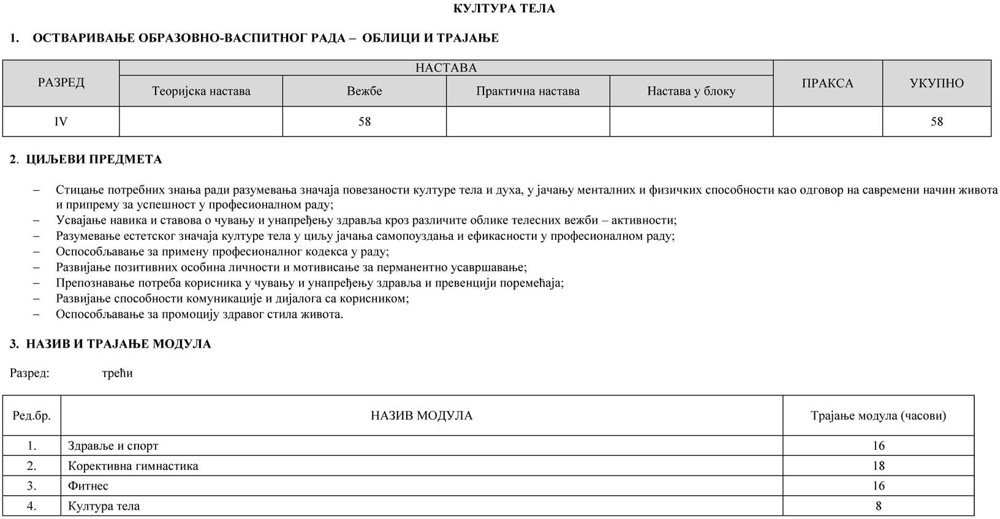 КУЛТУРА ТЕЛА
1. ОСТВАРИВАЊЕ ОБРАЗОВНО-ВАСПИТНОГ РАДА – ОБЛИЦИ И ТРАЈАЊЕ
РАЗРЕД НАСТАВА ПРАКСА УКУПНО
Теоријска настава Вежбе Практична настава Настава у блоку
IV 58 58
2. ЦИЉЕВИ ПРЕДМЕТА
– Стицање потребних знања ради разумевања значаја повезаности културе тела и духа, у јачању менталних и физичких способности као одговор на савремени начин живота
и припрему за успешност у професионалном раду;
– Усвајање навика и ставова о чувању и унапређењу здравља кроз различите облике телесних вежби – активности;
– Разумевање естетског значаја културе тела у циљу јачања самопоуздања и ефикасности у професионалном раду;
– Оспособљавање за примену професионалног кодекса у раду;
– Развијање позитивних особина личности и мотивисање за перманентно усавршавање;
– Препознавање потреба корисника у чувању и унапређењу здравља и превенцији поремећаја;
– Развијање способности комуникације и дијалога са корисником;
– Оспособљавање за промоцију здравог стила живота.
3. НАЗИВ И ТРАЈАЊЕ МОДУЛА
Разред: трећи
Ред.бр. НАЗИВ МОДУЛА Трајање модула (часови)
1. Здравље и спорт 16
2. Корективна гимнастика 18
3. Фитнес 16
4. Култура тела 8